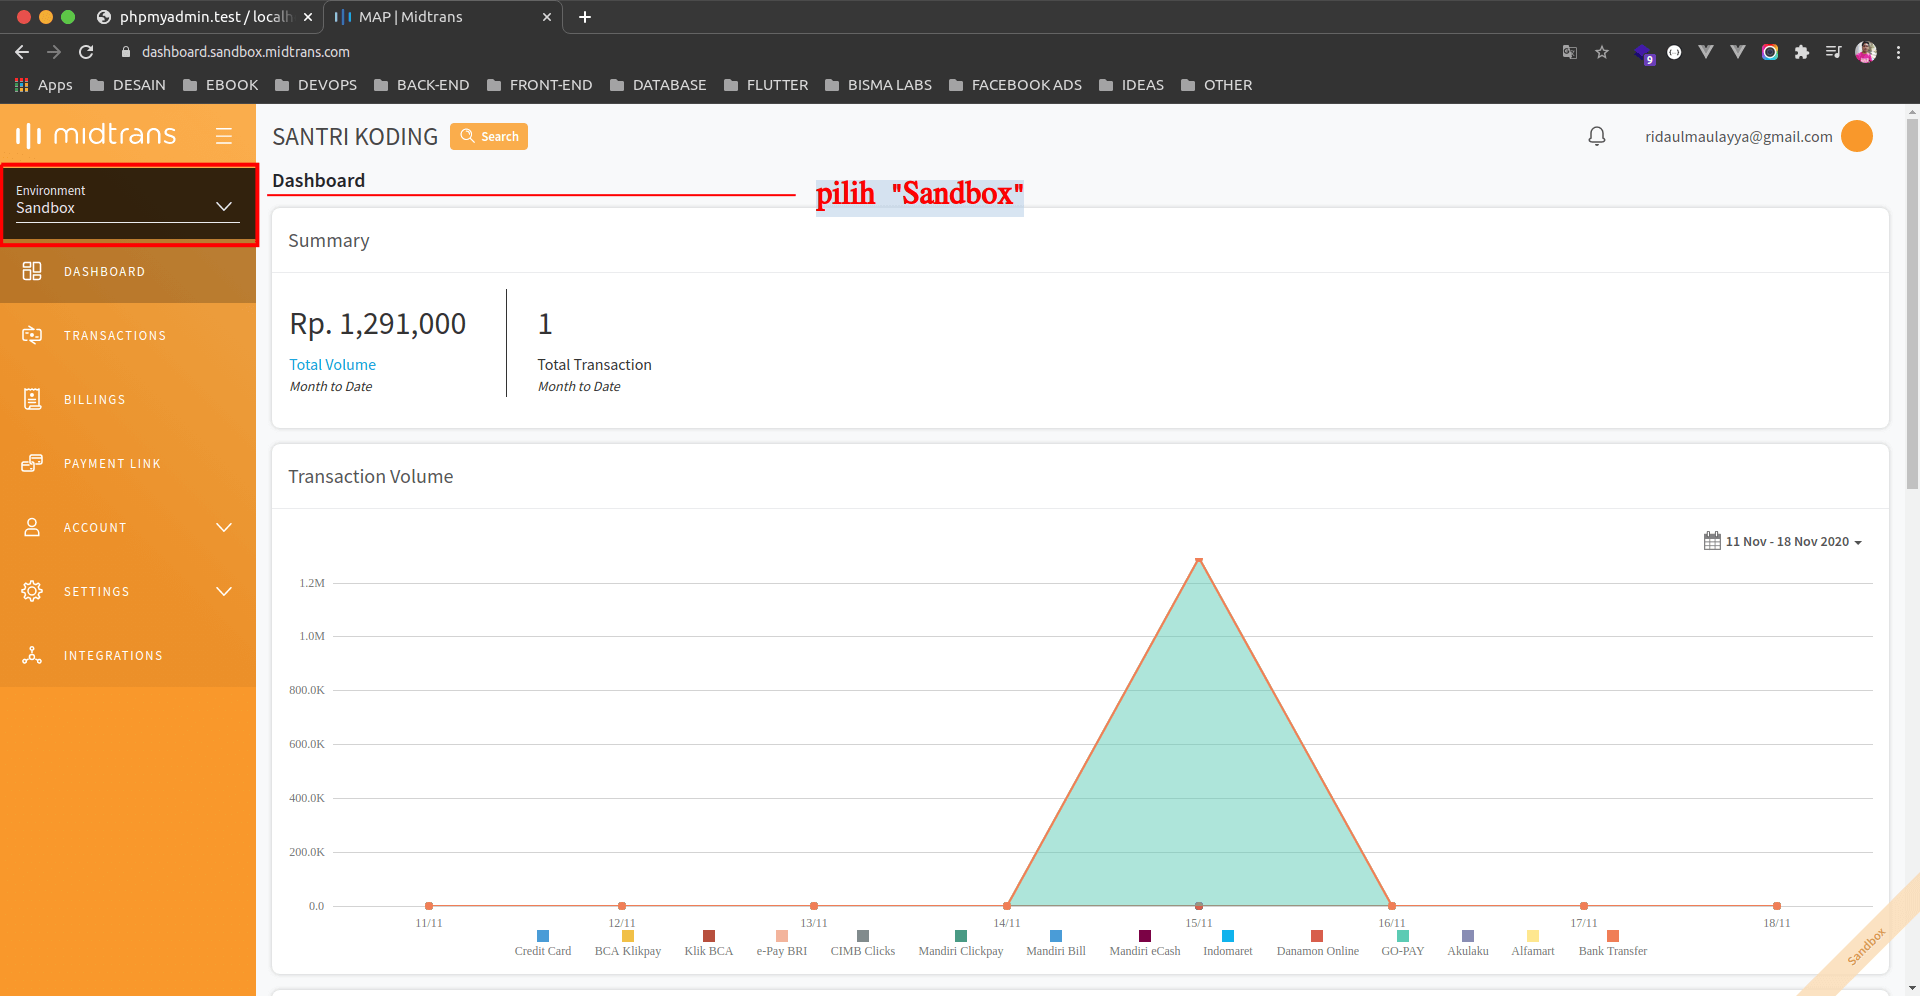 phpmyadmin.test / localh
MAP | Midtrans
dashboard.sandbox.midtrans.com
9
Apps
DESAIN
EBOOK
DEVOPS
BACK-END
FRONT-END
DATABASE
FLUTTER
BISMA LABS
FACEBOOK ADS
IDEAS
OTHER
midtrans
SANTRI KODING
Search
ridaulmaulayya@gmail.com
Environment
Sandbox
Dashboard
pilih "Sandbox"
DASHBOARD
TRANSACTIONS
BILLINGS
PAYMENT LINK
ACCOUNT
SETTINGS
INTEGRATIONS
Summary
Rp. 1,291,000
Total Volume
Month to Date
1
Total Transaction
Month to Date
Transaction Volume
11 Nov - 18 Nov 2020
1.2M
1.0M
800.0K
600.0K
400.0K
200.0K
0.0
11/11
12/11
13/11
14/11
15/11
16/11
17/11
18/11
Credit Card
BCA Klikpay
Klik BCA
e-Pay BRI
CIMB Clicks
Mandiri Clickpay
Mandiri Bill
Mandiri eCash
Indomaret
Danamon Online
GO-PAY
Akulaku
Alfamart
Bank Transfer
Sandbox